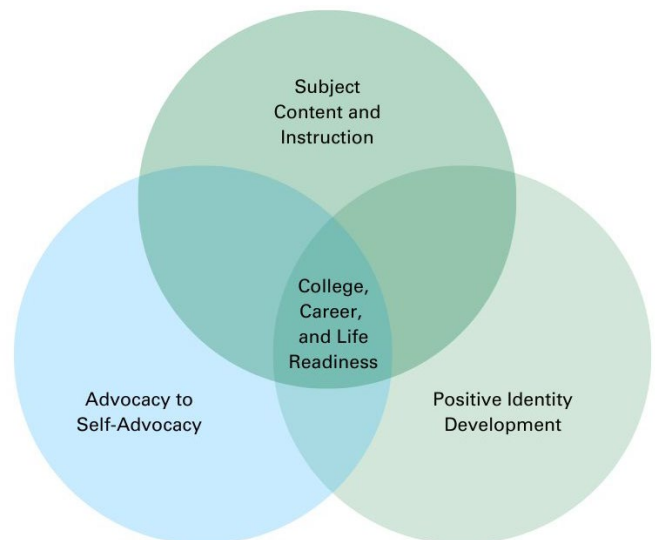 Subject
Content and
Instruction
College,
Career,
and Life
Readiness
Advocacy to
Self-Advocacy
Positive Identity
Development